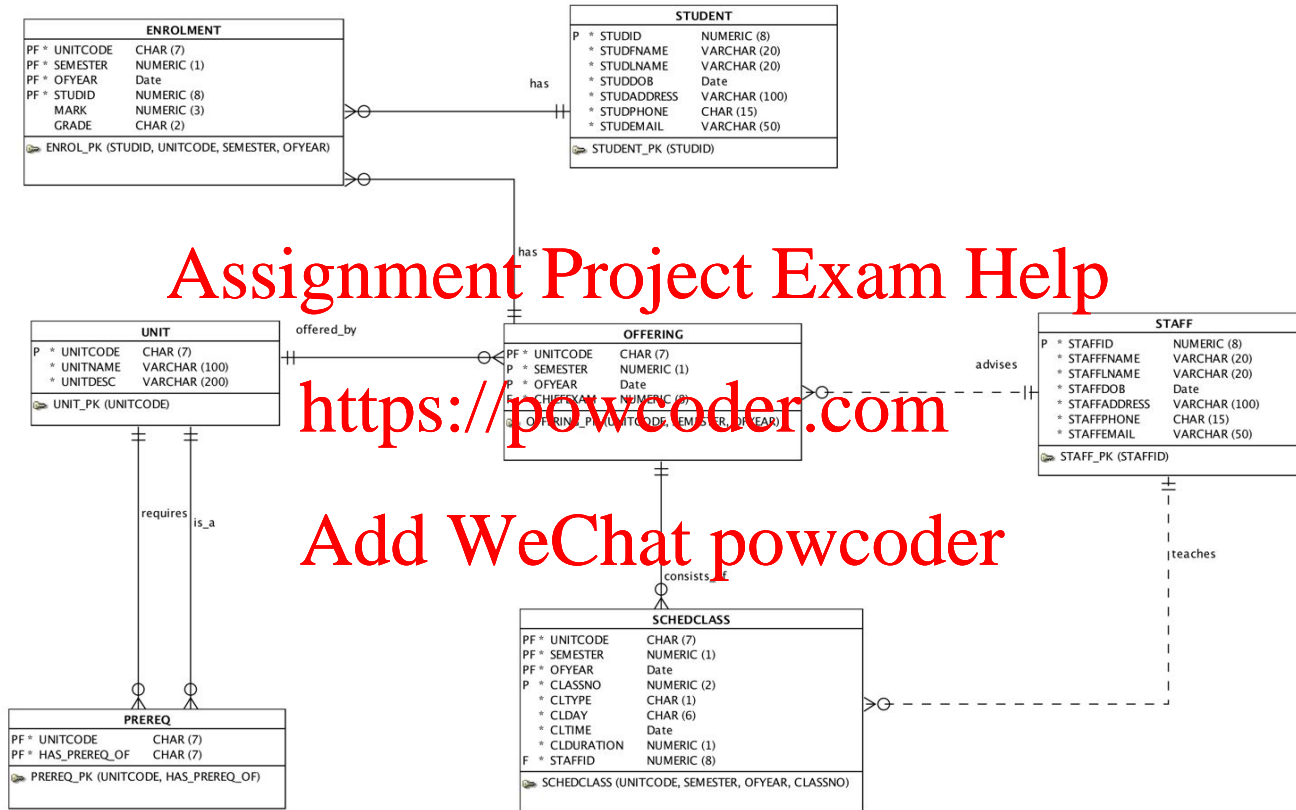 ENROLMENT
PF * UNITCODE CHAR (7)
PF * SEMESTER NUMERIC (1)
PF * OFYEAR Date
PF * STUDID NUMERIC (8)
MARK NUMERIC (3)
GRADE CHAR (2)
ENROL_PK (STUDID, UNITCODE, SEMESTER, OFYEAR)
has
STUDENT
P * STUDID NUMERIC (8)
* STUDFNAME VARCHAR (20)
* STUDLNAME VARCHAR (20)
* STUDDOB Date
* STUDADDRESS VARCHAR (100)
* STUDPHONE CHAR (15)
* STUDEMAIL VARCHAR (50)
STUDENT_PK (STUDID)
has
Assignment Project Exam Help
UNIT
P * UNITCODE CHAR (7)
* UNITNAME VARCHAR (100)
* UNITDESC VARCHAR (200)
UNIT_PK (UNITCODE)
offered_by
OFFERING
PF * UNITCODE CHAR (7)
P * SEMESTER NUMERIC (1)
P * OFYEAR Date
F * CHIEFEXAM NUMERIC (8)
OFFERING_PK (UNITCODE, SEMESTER, OFYEAR)
advises
STAFF
P * STAFFID NUMERIC (8)
* STAFFFNAME VARCHAR (20)
* STAFFLNAME VARCHAR (20)
* STAFFDOB Date
* STAFFADDRESS VARCHAR (100)
* STAFFPHONE CHAR (15)
* STAFFEMAIL VARCHAR (50)
STAFF_PK (STAFFID)
https://powcoder.com
requires
is_a
Add WeChat powcoder
consists_of
teaches
SCHEDCLASS
PF * UNITCODE CHAR (7)
PF * SEMESTER NUMERIC (1)
PF * OFYEAR Date
P * CLASSNO NUMERIC (2)
* CLTYPE CHAR (1)
* CLDAY CHAR (6)
* CLTIME Date
* CLDURATION NUMERIC (1)
F * STAFFID NUMERIC (8)
SCHEDCLASS (UNITCODE, SEMESTER, OFYEAR, CLASSNO)
PREREQ
PF * UNITCODE CHAR (7)
PF * HAS_PREREQ_OF CHAR (7)
PREREQ_PK (UNITCODE, HAS_PREREQ_OF)